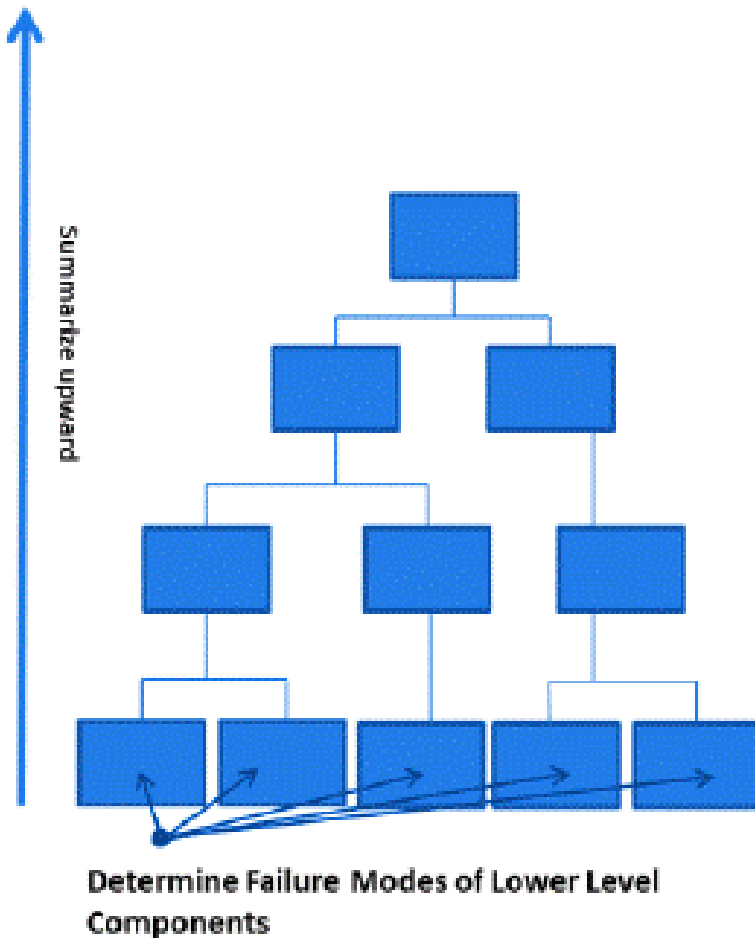 Summarize upward
Determine Failure Modes of Lower Level
Components